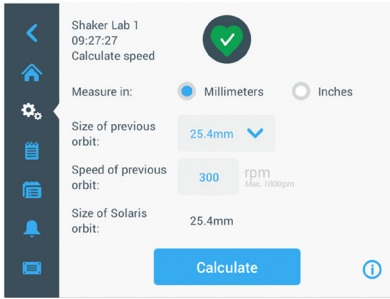 Shaker Lab 1
09:27:27
Calculate speed
Measure in: Millimeters Inches
Size of previous
orbit:
25.4mm
Speed of previous
orbit:
300 rpm
Max. 1000rpm
Size of Solaris
orbit:
25.4mm
Calculate